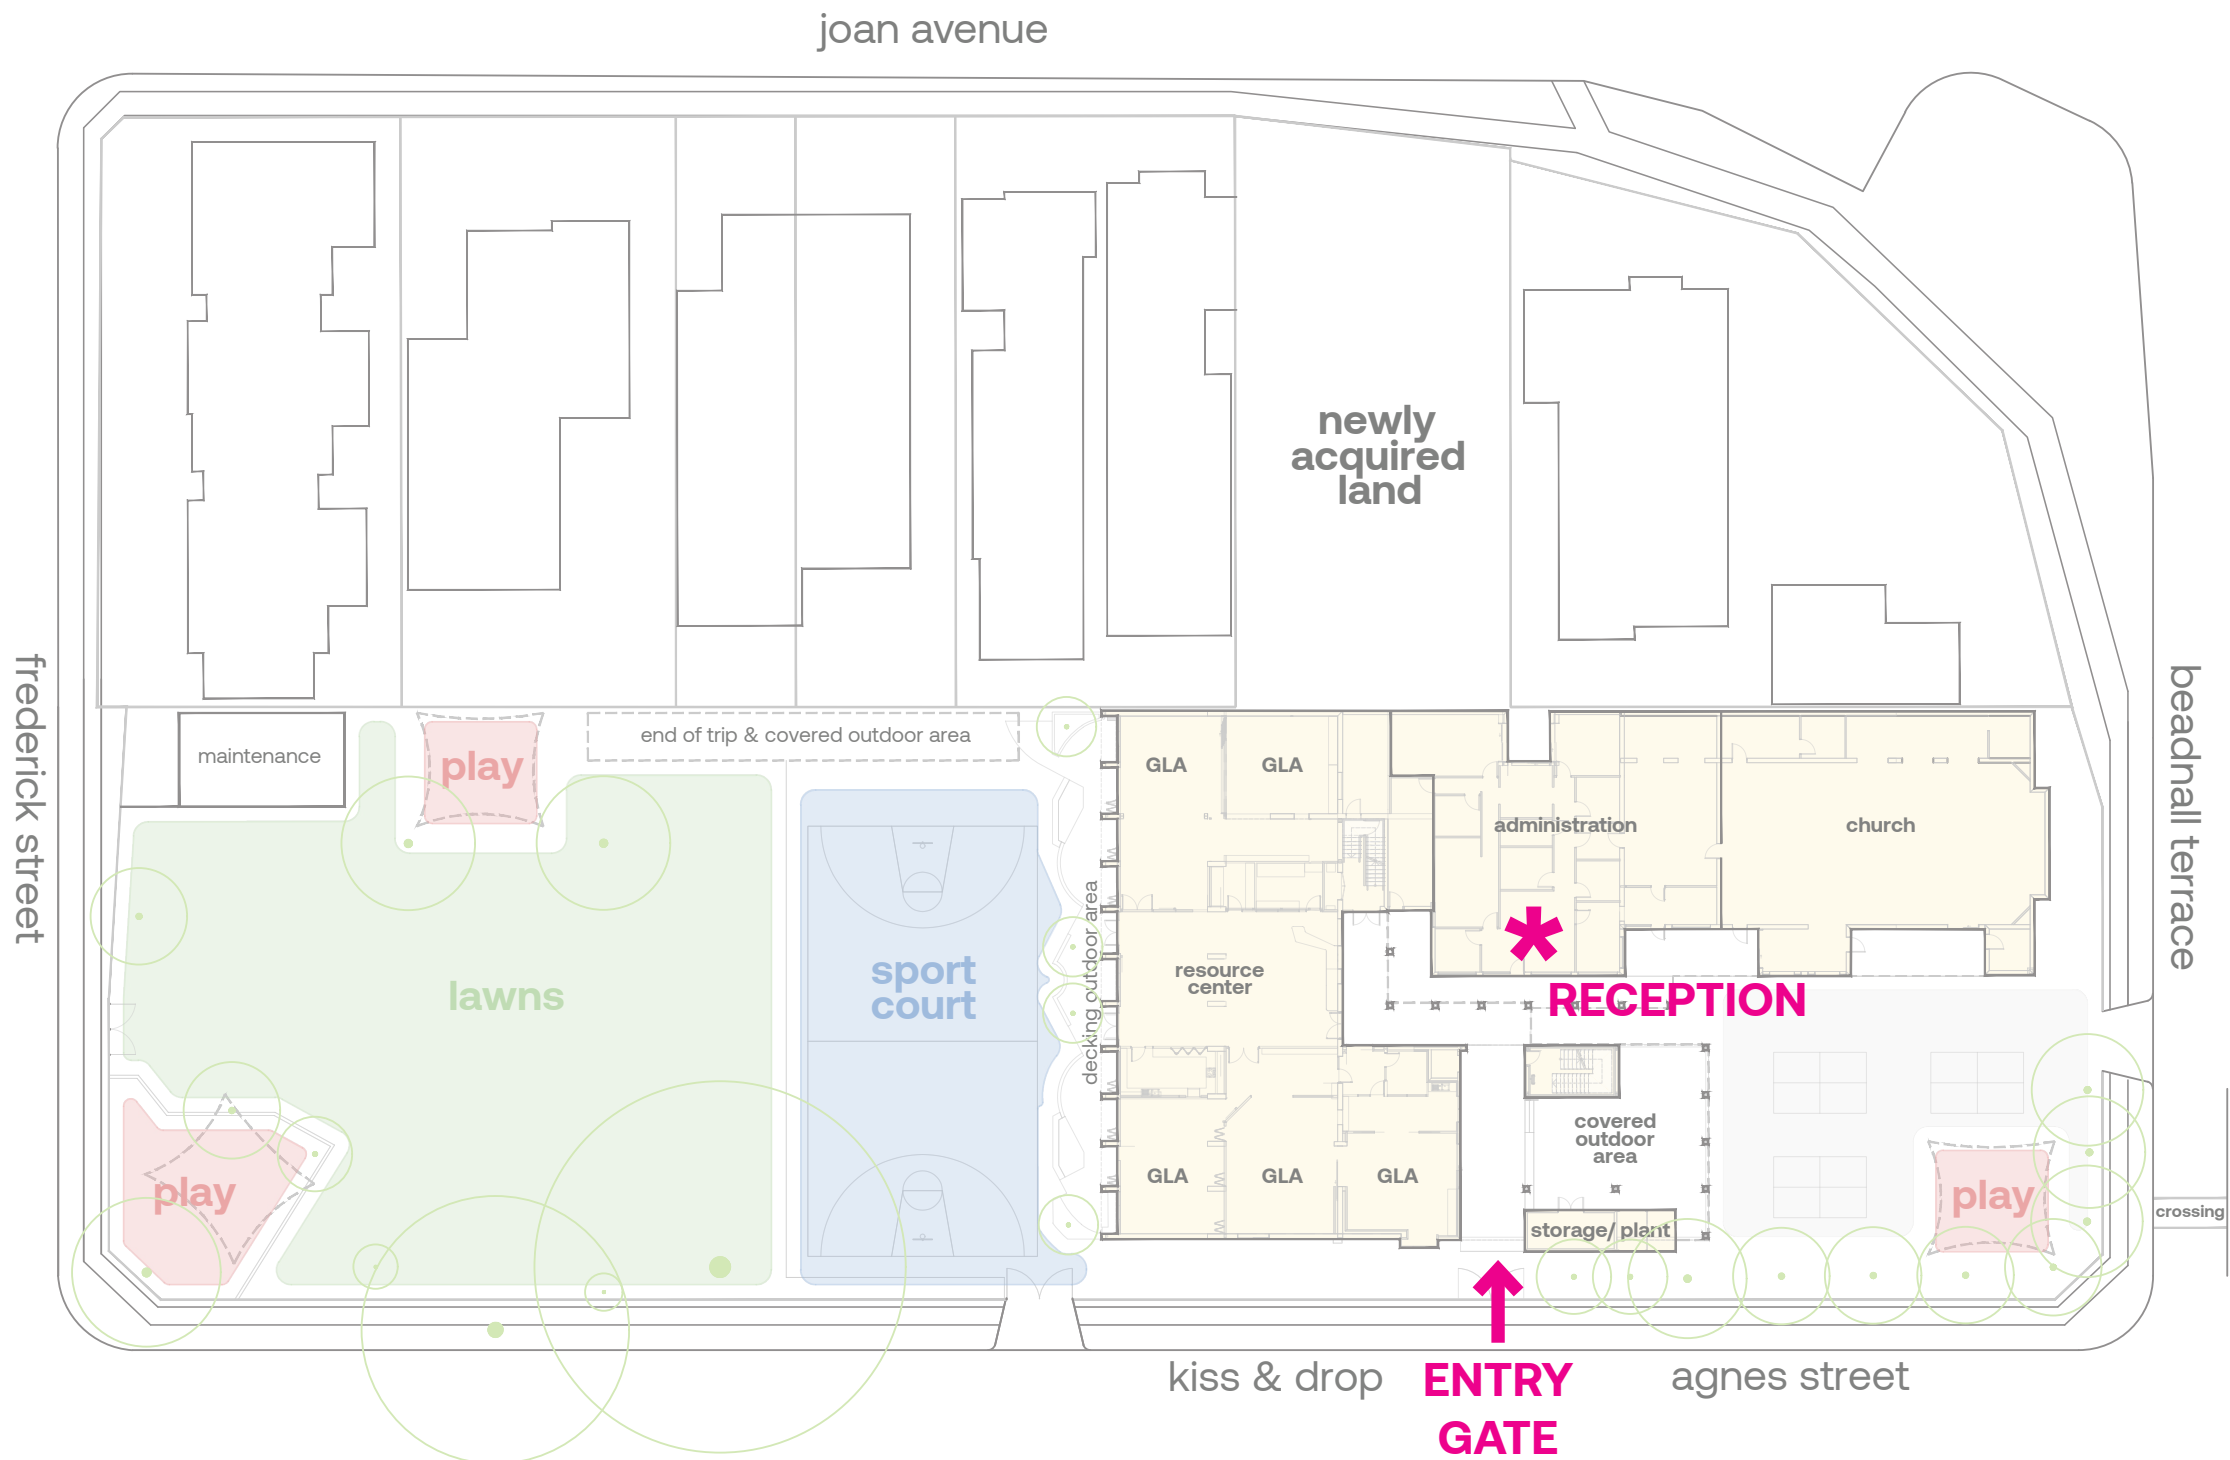 joan avenue
newly
acquired
land
frederick street
beadnall terrace
maintenance
play
end of trip & covered outdoor area
GLA
GLA
administration
church
lawns
sport
court
decking outdoor area
resource
center
RECEPTION
covered
outdoor
area
play
GLA
GLA
GLA
storage/ plant
play
crossing
kiss & drop
ENTRY
GATE
agnes street